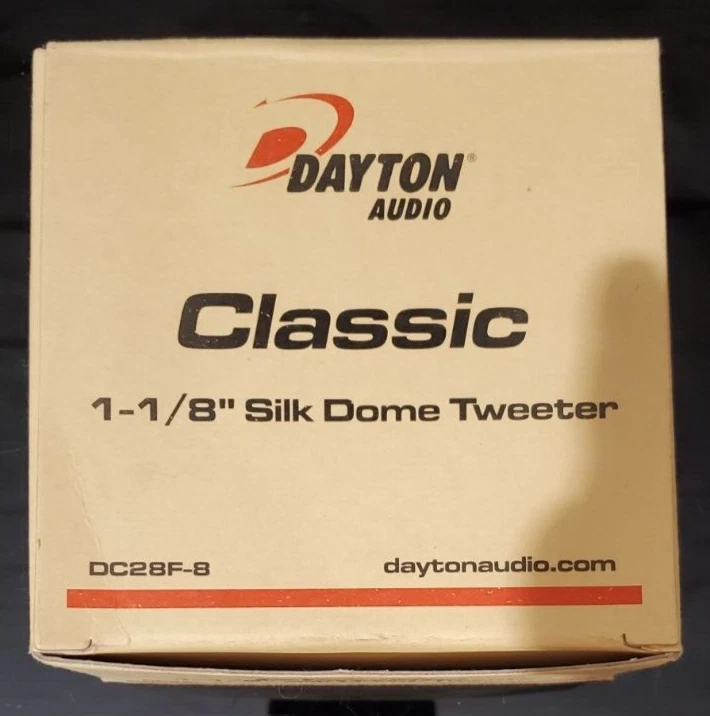 DAYTON®
AUDIO
Classic
1-1/8" Silk Dome Tweeter
DC28F-8 daytonaudio.com